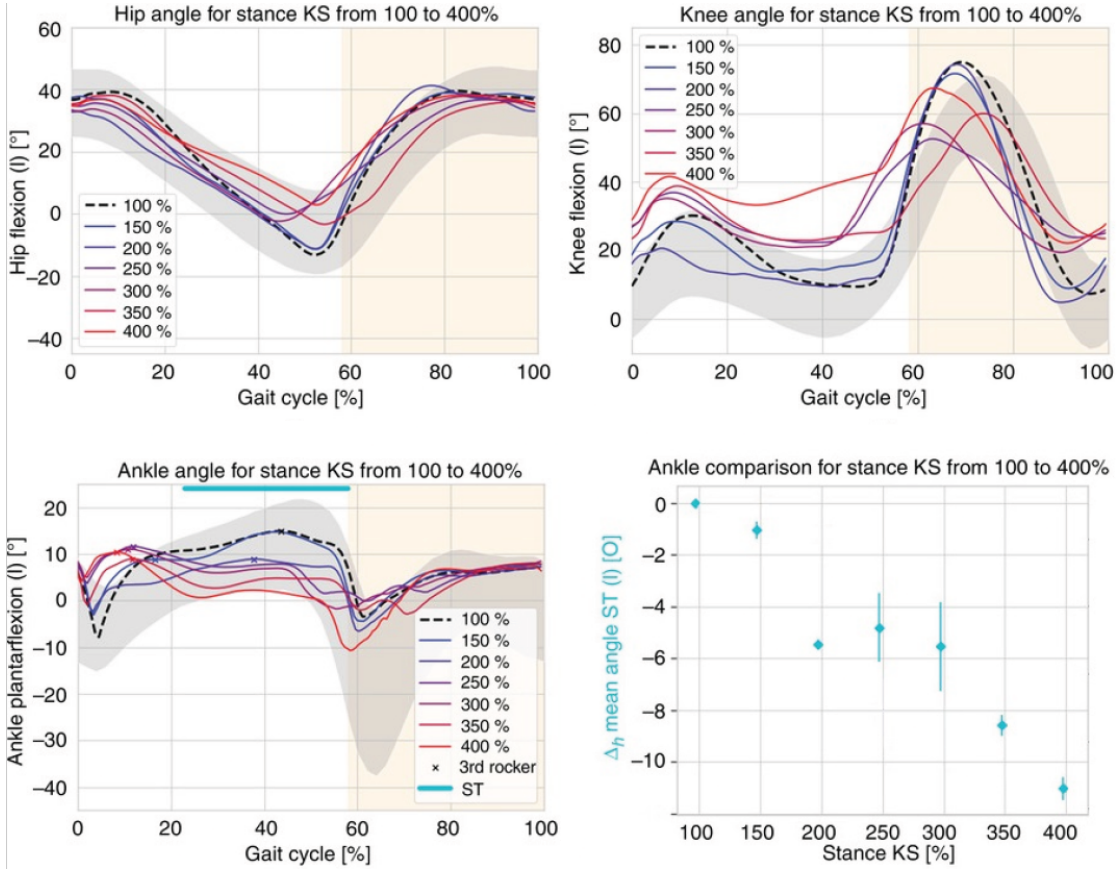 Hip angle for stance KS from 100 to 400%
60
40
20
0
−20
−40
Hip flexion (l) [°]
100 %
150 %
200 %
250 %
300 %
350 %
400 %
0 20 40 60 80 100
Gait cycle [%]
Knee angle for stance KS from 100 to 400%
80
60
40
20
0
Knee flexion (l) [°]
100 %
150 %
200 %
250 %
300 %
350 %
400 %
0 20 40 60 80 100
Gait cycle [%]
Ankle angle for stance KS from 100 to 400%
20
10
0
−10
−20
−30
−40
Ankle plantarflexion (l) [°]
100 %
150 %
200 %
250 %
300 %
350 %
400 %
3rd rocker
ST
0 20 40 60 80 100
Gait cycle [%]
Ankle comparison for stance KS from 100 to 400%
0
−2
−4
−6
−8
−10
Δh mean angle ST (l) [O]
100 150 200 250 300 350 400
Stance KS [%]